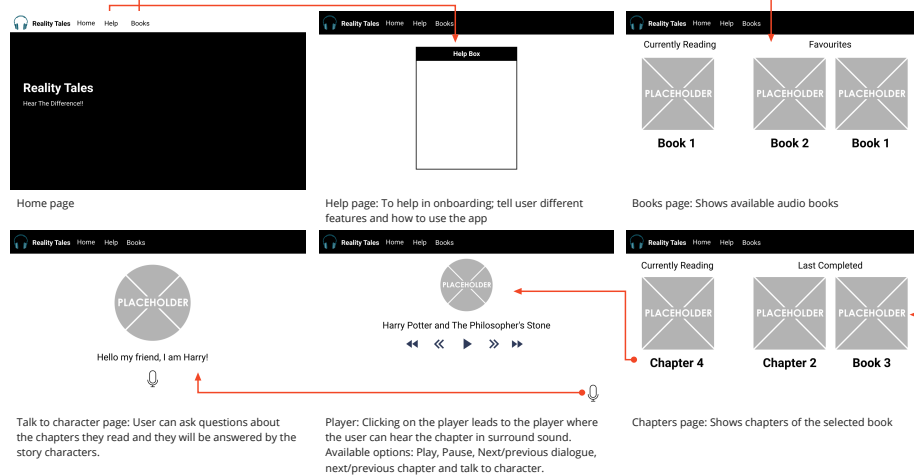 Reality Tales Home Help Books
Reality Tales
Hear The Difference!!
Home page
Reality Tales Home Help Books
Help Box
Help page: To help in onboarding; tell user different
features and how to use the app
Reality Tales Home Help Books
Currently Reading Favourites
PLACEHOLDER PLACEHOLDER PLACEHOLDER
Book 1 Book 2 Book 1
Books page: Shows available audio books
Reality Tales Home Help Books
PLACEHOLDER
Hello my friend, I am Harry!
Talk to character page: User can ask questions about
the chapters they read and they will be answered by the
story characters.
Reality Tales Home Help Books
PLACEHOLDER
Harry Potter and The Philosopher's Stone
Player: Clicking on the player leads to the player where
the user can hear the chapter in surround sound.
Available options: Play, Pause, Next/previous dialogue,
next/previous chapter and talk to character.
Reality Tales Home Help Books
Currently Reading Last Completed
PLACEHOLDER PLACEHOLDER PLACEHOLDER
Chapter 4 Chapter 2 Book 3
Chapters page: Shows chapters of the selected book